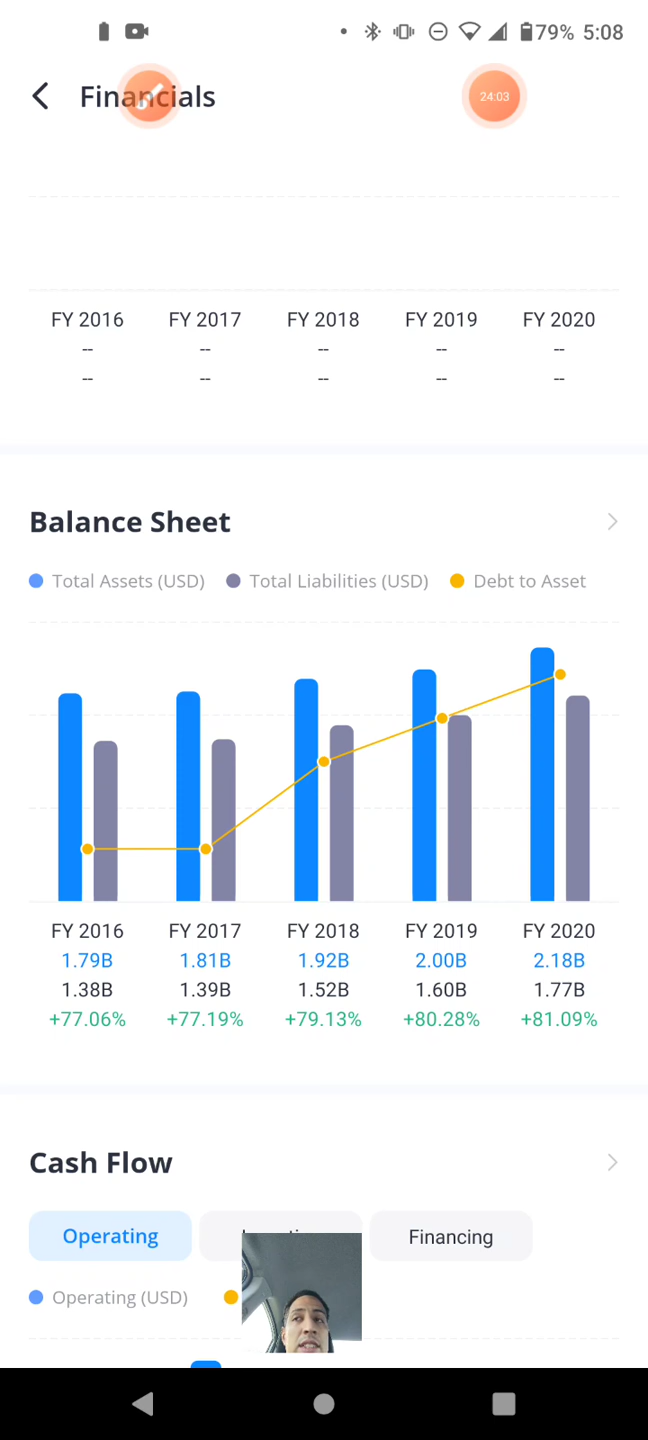 79% 5:08
Financials
24:03
FY 2016 FY 2017 FY 2018 FY 2019 FY 2020
-- -- -- -- --
-- -- -- -- --
Balance Sheet
Total Assets (USD) Total Liabilities (USD) Debt to Asset
FY 2016 FY 2017 FY 2018 FY 2019 FY 2020
1.79B 1.81B 1.92B 2.00B 2.18B
1.38B 1.39B 1.52B 1.60B 1.77B
+77.06% +77.19% +79.13% +80.28% +81.09%
Cash Flow
Operating Financing
Operating (USD)